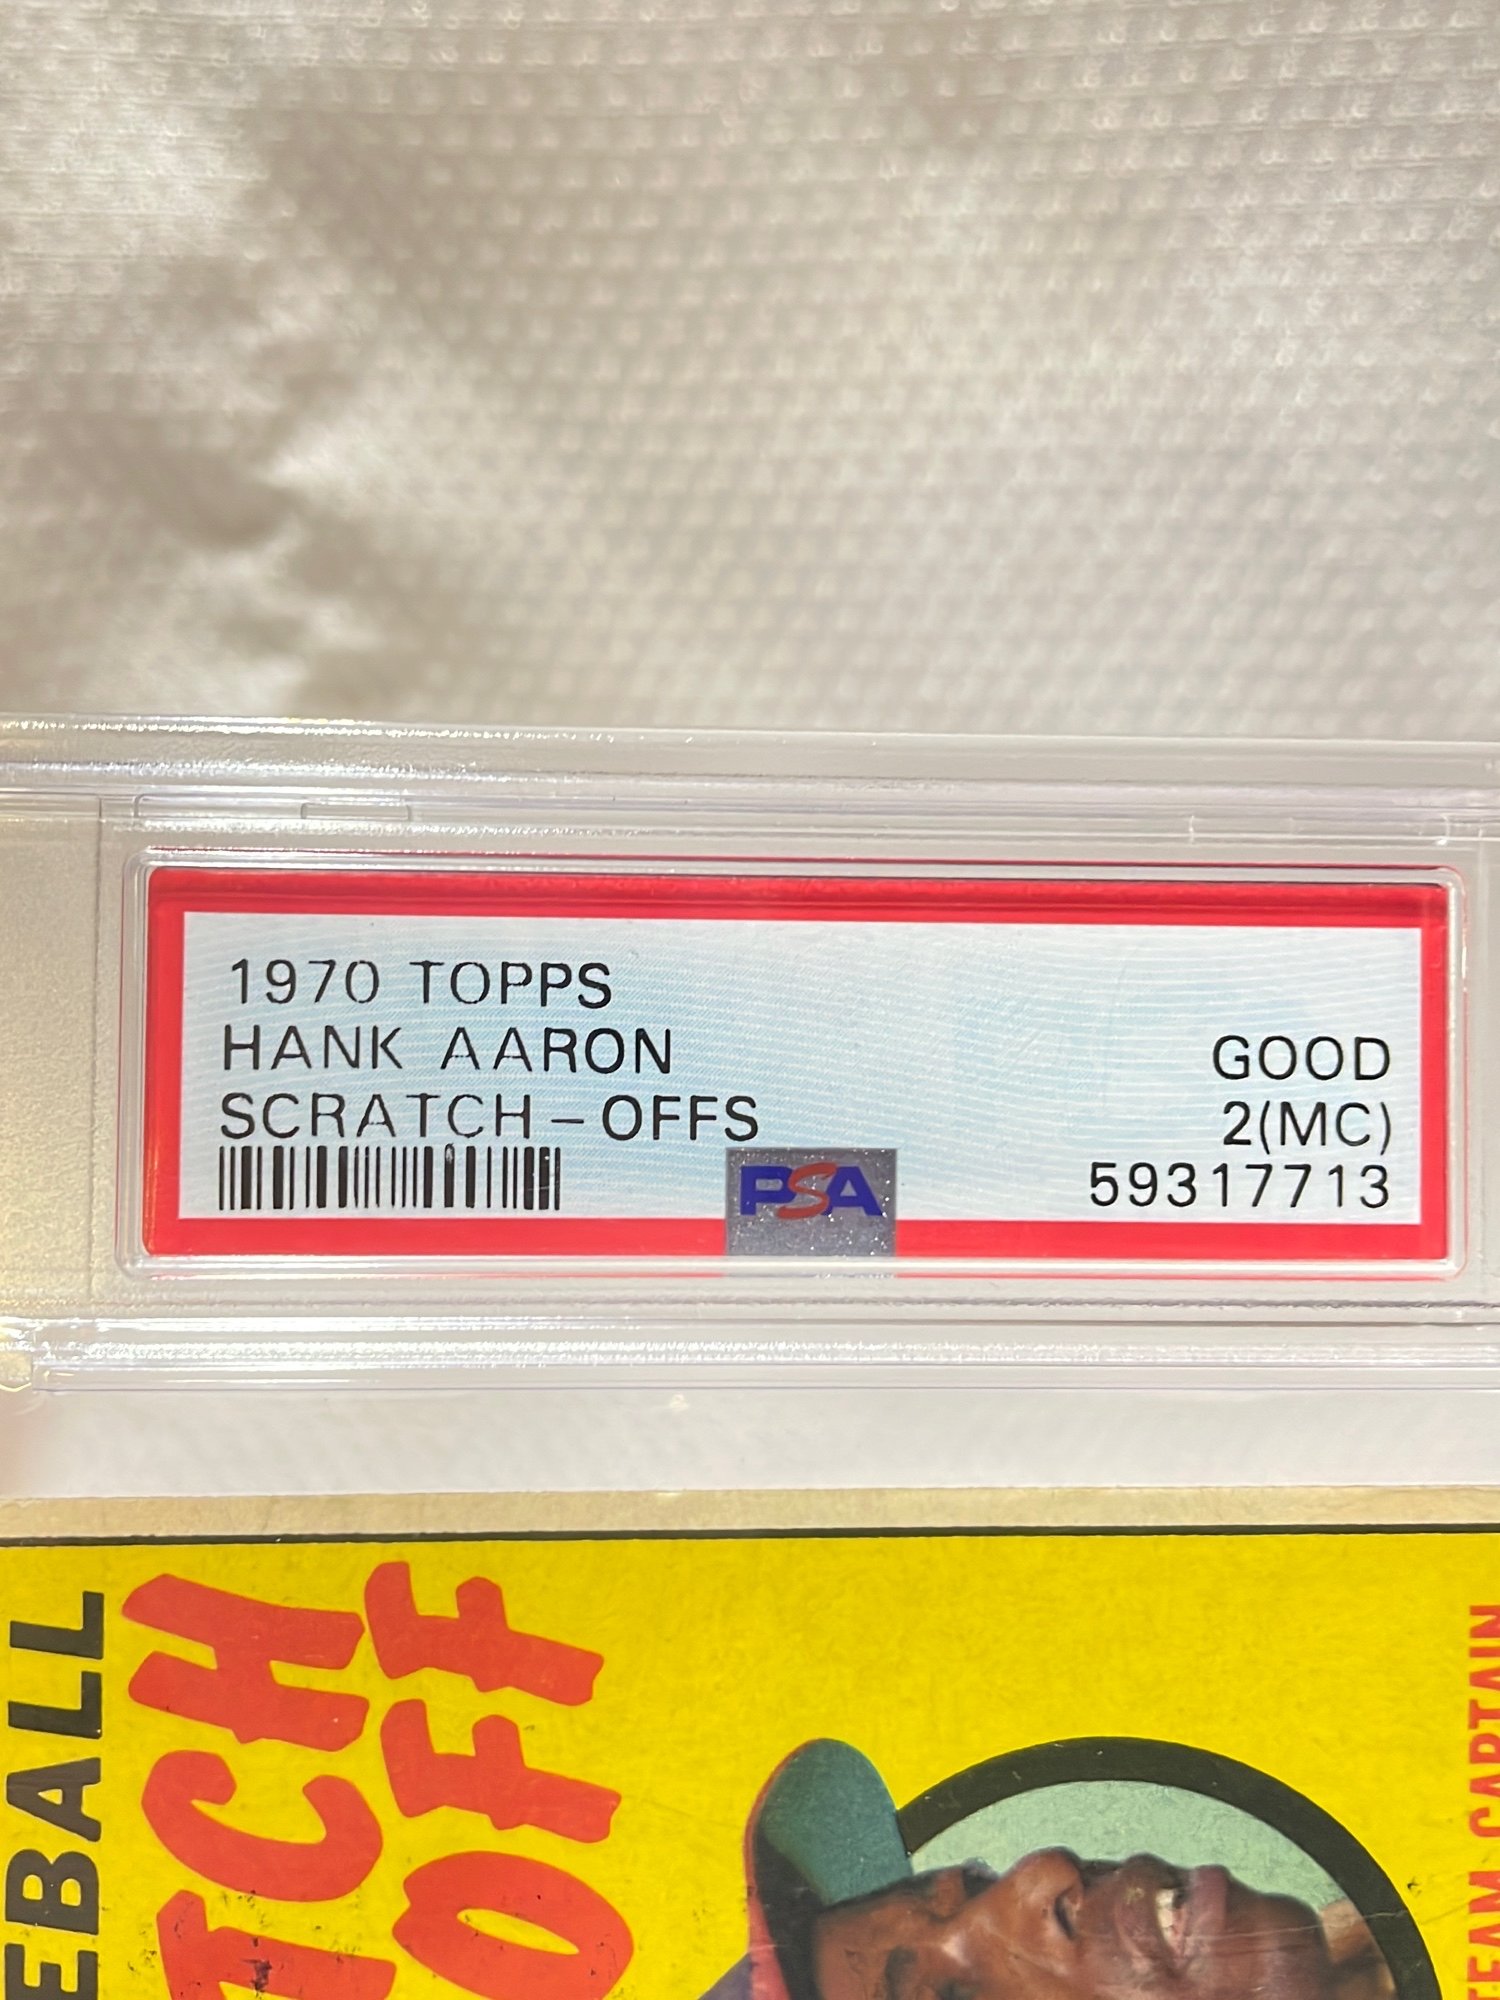 1970 TOPPS
HANK AARON
SCRATCH-OFFS
GOOD
2(MC)
59317713
PSA
EBALL
TCH
OFF
TEAM CAPTAIN